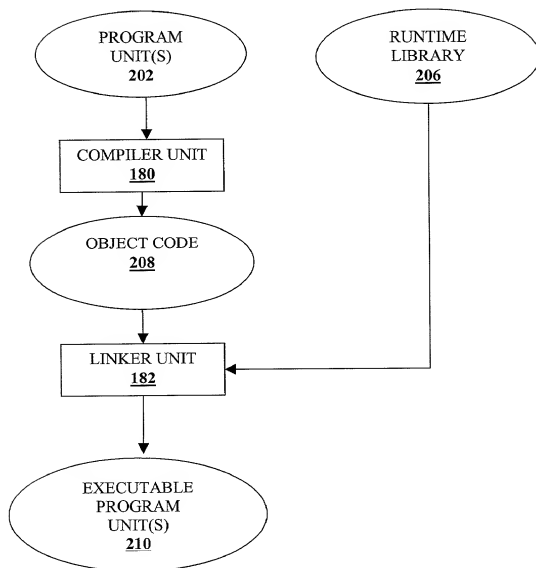 PROGRAM
UNIT(S)
202
RUNTIME
LIBRARY
206
COMPILER UNIT
180
OBJECT CODE
208
LINKER UNIT
182
EXECUTABLE
PROGRAM
UNIT(S)
210